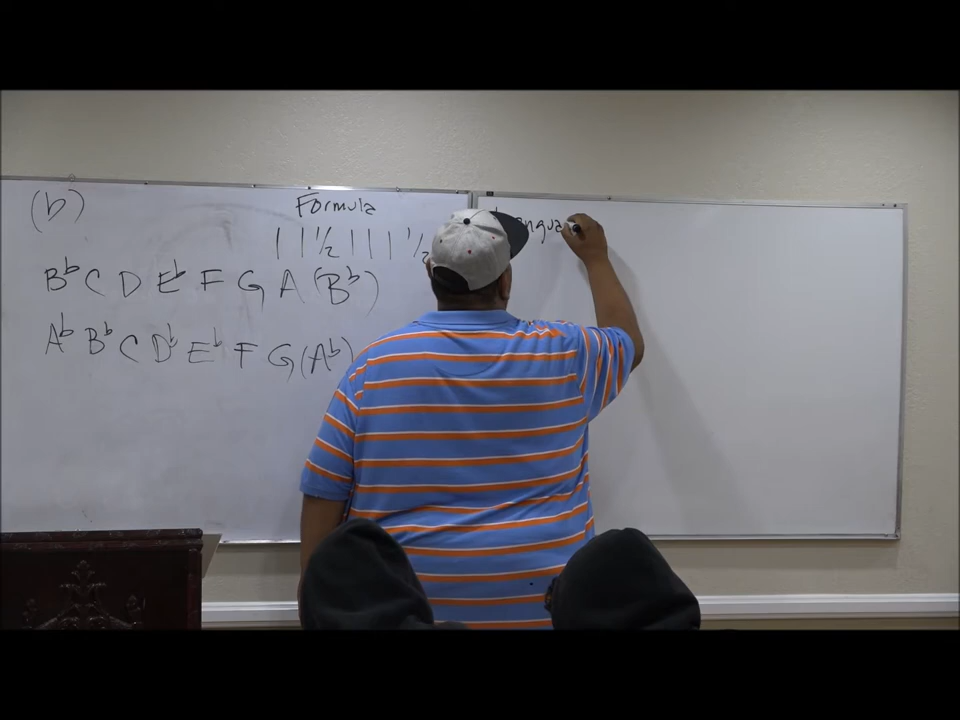 (b)
Formula
1 1 1/2 1 1 1 1/2
B♭ C D E♭ F G A (B♭)
A♭ B♭ C D♭ E♭ F G (A♭)